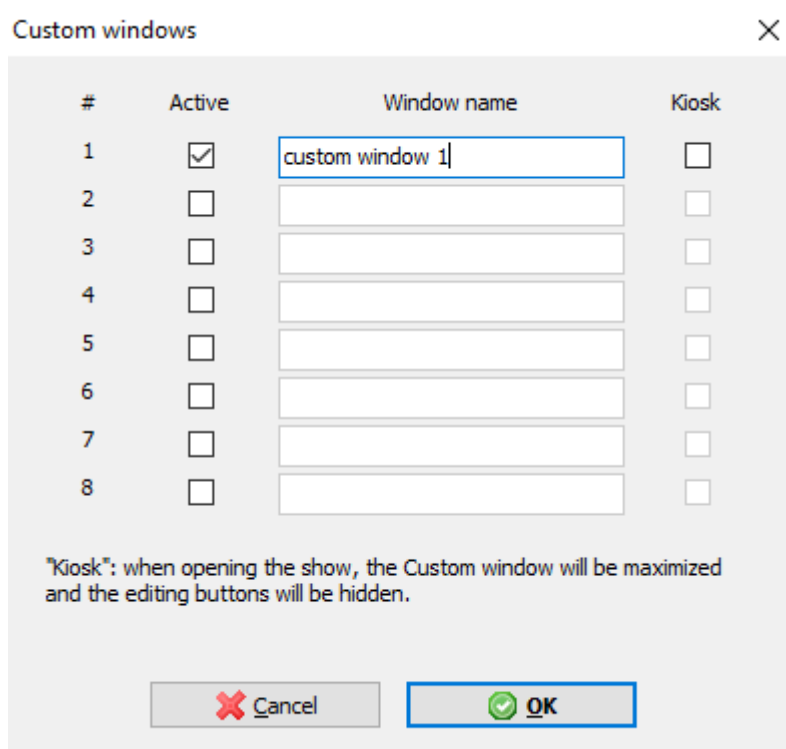 Custom windows
# Active Window name Kiosk
1 custom window 1
2
3
4
5
6
7
8
"Kiosk": when opening the show, the Custom window will be maximized
and the editing buttons will be hidden.
Cancel OK